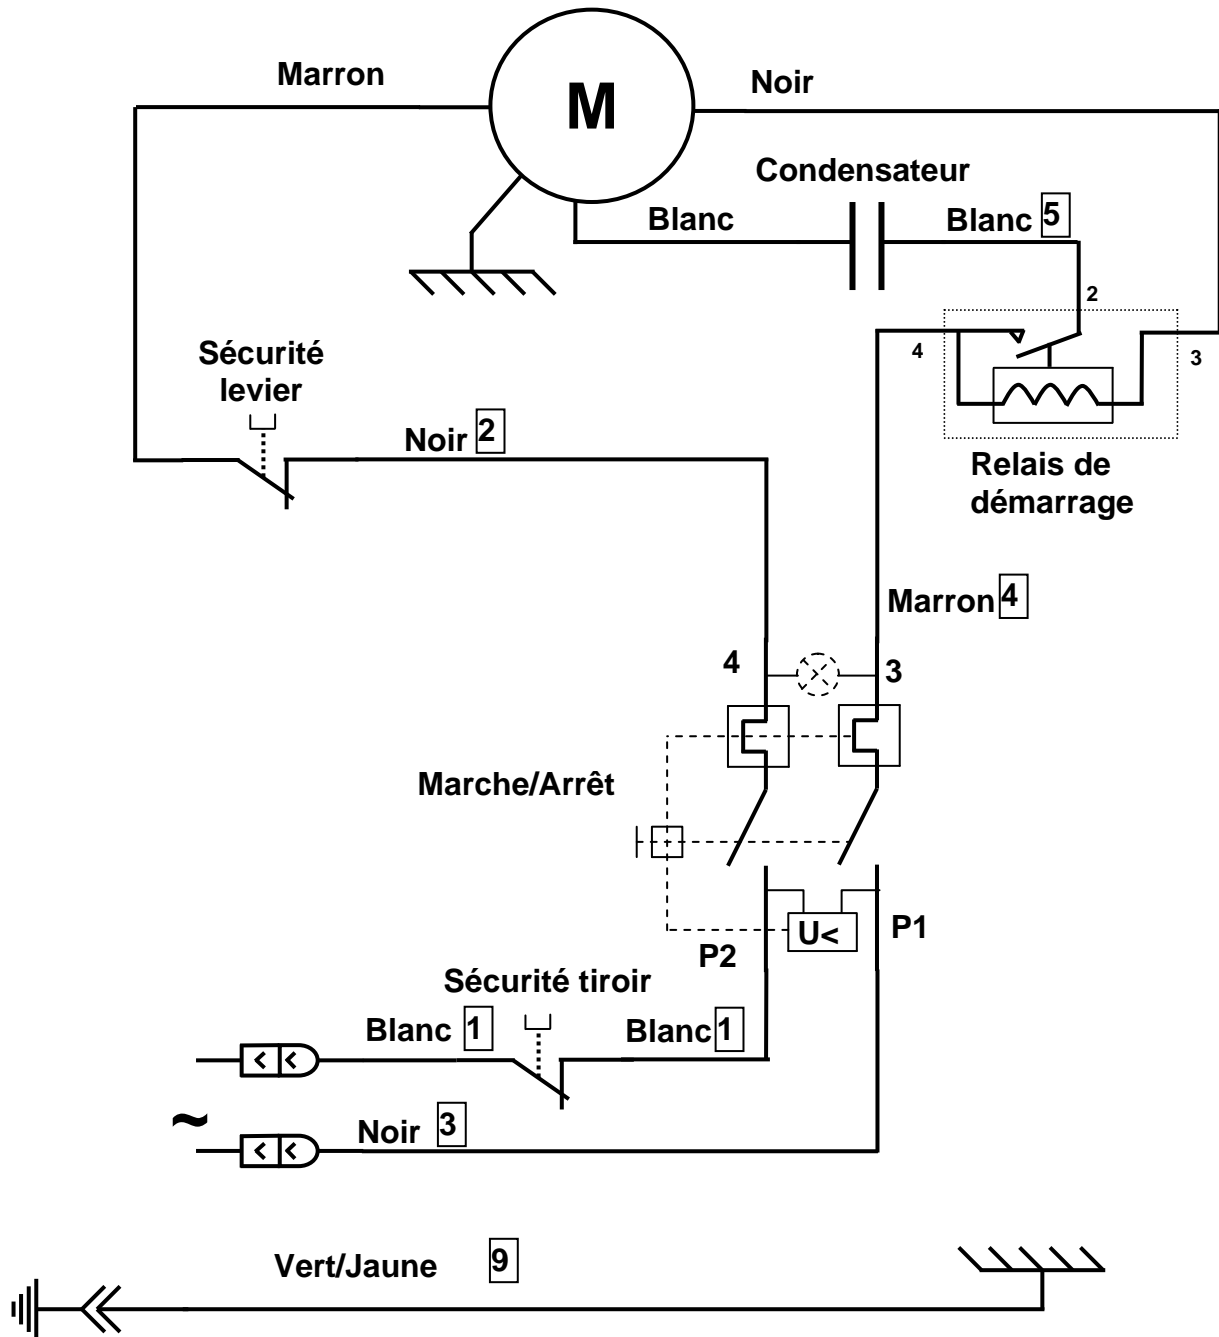 Marron
M
Noir
Condensateur
Blanc
Blanc 5
2
4
3
Sécurité
levier
Noir 2
Relais de
démarrage
Marron 4
4
3
Marche/Arrêt
U<
P1
P2
Sécurité tiroir
Blanc 1
Blanc 1
~
Noir 3
Vert/Jaune 9